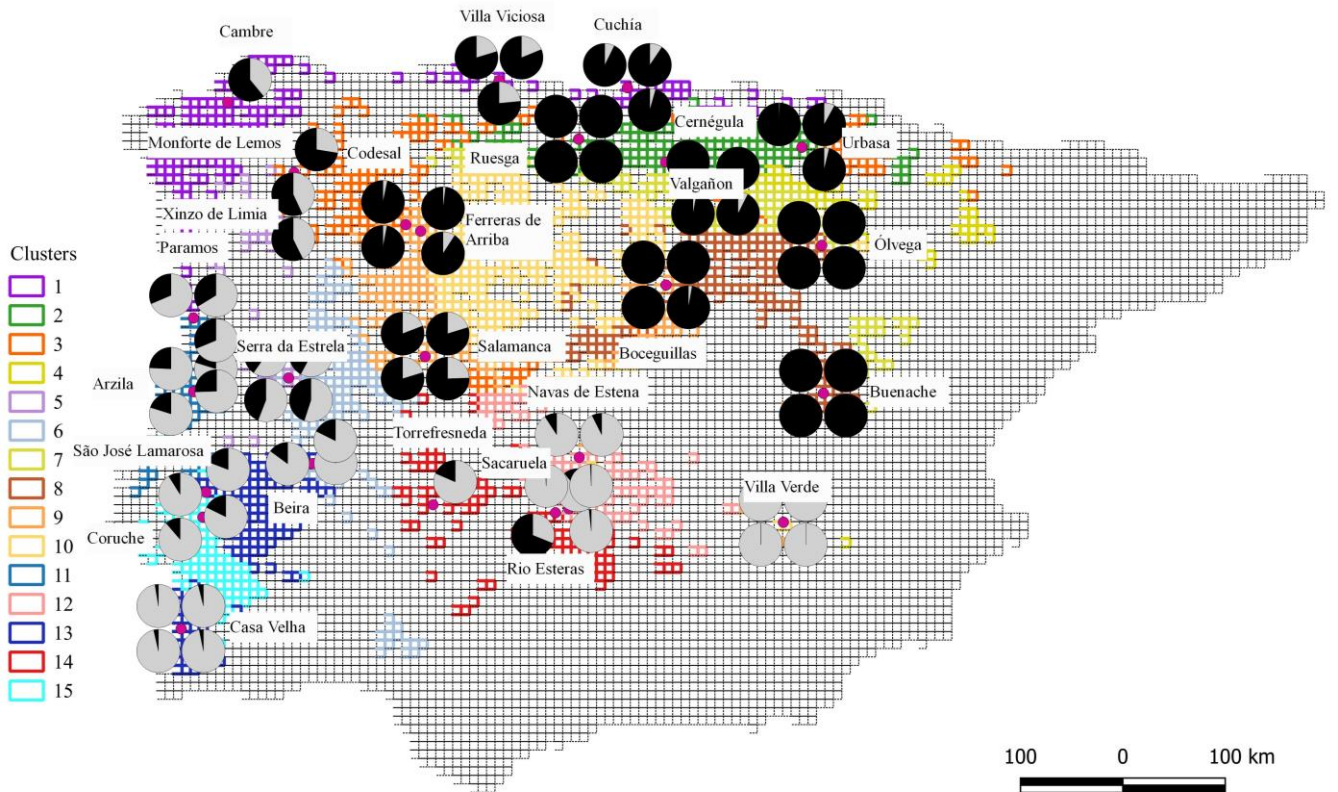 Villa Viciosa
Cuchía
Cambre
Cernégula
Monforte de Lemos
Codesal
Ruesga
Urbasa
Valgañon
Xinzo de Limia
Ferreras de
Arriba
Paramos
Ólvega
Clusters
1
2
3
4
5
6
7
8
9
10
11
12
13
14
15
Serra da Estrela
Salamanca
Boceguillas
Arzila
Navas de Estena
Buenache
Torrefresneda
São José Lamarosa
Sacaruela
Villa Verde
Beira
Coruche
Rio Esteras
Casa Velha
100 0 100 km